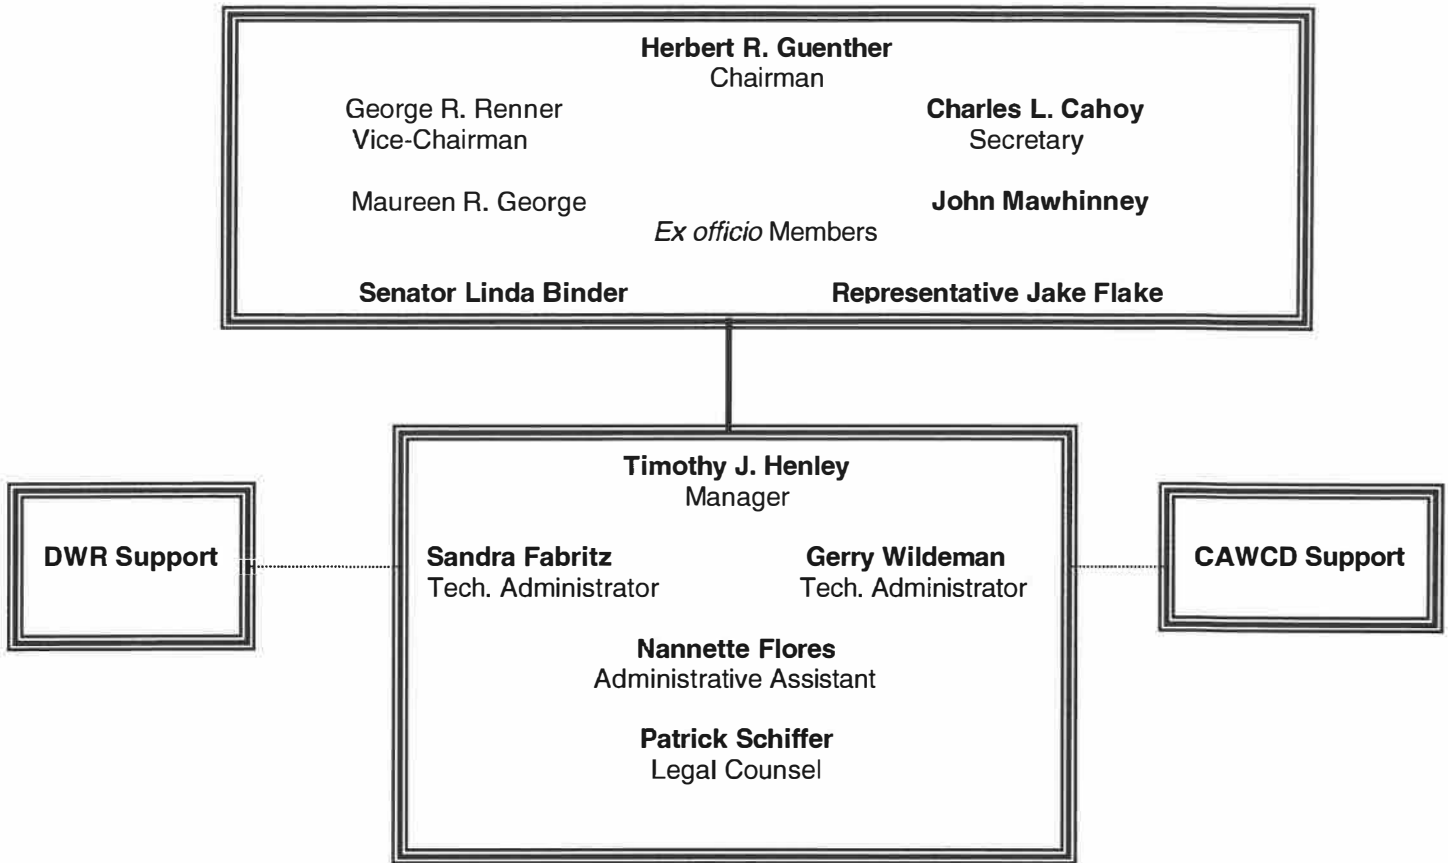 Herbert R. Guenther
Chairman
George R. Renner
Vice-Chairman
Charles L. Cahoy
Secretary
Maureen R. George
John Mawhinney
Ex officio Members
Senator Linda Binder
Representative Jake Flake
Timothy J. Henley
Manager
DWR Support
Sandra Fabritz
Tech. Administrator
Gerry Wildeman
Tech. Administrator
CAWCD Support
Nannette Flores
Administrative Assistant
Patrick Schiffer
Legal Counsel